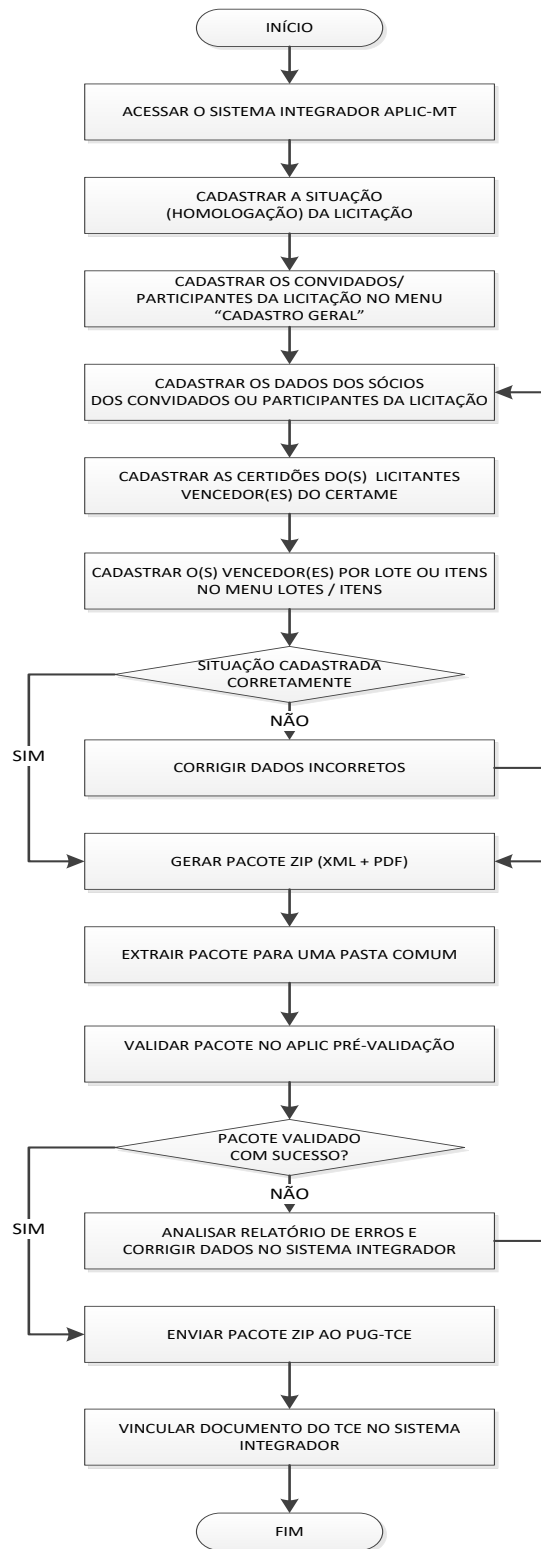 INÍCIO
ACESSAR O SISTEMA INTEGRADOR APLIC-MT
CADASTRAR A SITUAÇÃO
(HOMOLOGAÇÃO) DA LICITAÇÃO
CADASTRAR OS CONVIDADOS/
PARTICIPANTES DA LICITAÇÃO NO MENU
“CADASTRO GERAL”
CADASTRAR OS DADOS DOS SÓCIOS
DOS CONVIDADOS OU PARTICIPANTES DA LICITAÇÃO
CADASTRAR AS CERTIDÕES DO(S) LICITANTES
VENCEDOR(ES) DO CERTAME
CADASTRAR O(S) VENCEDOR(ES) POR LOTE OU ITENS
NO MENU LOTES / ITENS
SITUAÇÃO CADASTRADA
CORRETAMENTE
NÃO
SIM
CORRIGIR DADOS INCORRETOS
GERAR PACOTE ZIP (XML + PDF)
EXTRAIR PACOTE PARA UMA PASTA COMUM
VALIDAR PACOTE NO APLIC PRÉ-VALIDAÇÃO
PACOTE VALIDADO
COM SUCESSO?
NÃO
SIM
ANALISAR RELATÓRIO DE ERROS E
CORRIGIR DADOS NO SISTEMA INTEGRADOR
ENVIAR PACOTE ZIP AO PUG-TCE
VINCULAR DOCUMENTO DO TCE NO SISTEMA
INTEGRADOR
FIM